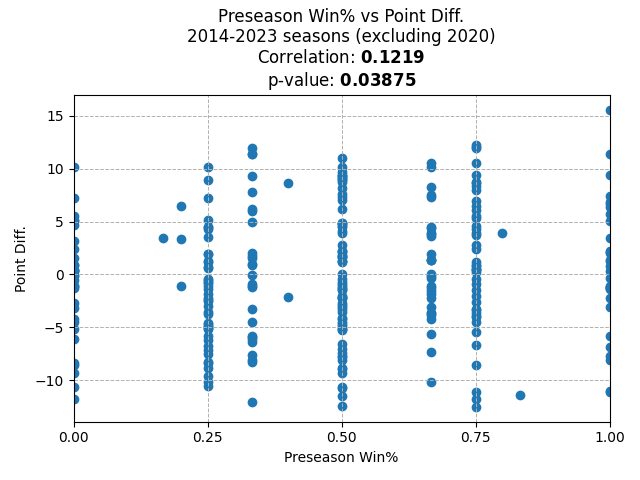 Preseason Win% vs Point Diff.
2014-2023 seasons (excluding 2020)
Correlation: 0.1219
p-value: 0.03875
15
10
5
0
−5
−10
Point Diff.
0.00 0.25 0.50 0.75 1.00
Preseason Win%